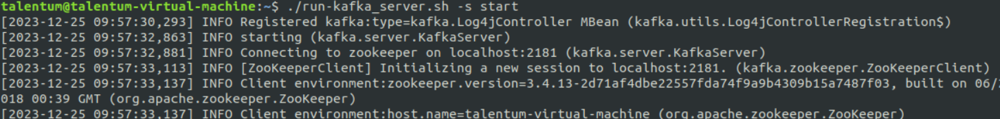 talentum@talentum-virtual-machine:~$ ./run-kafka_server.sh -s start
[2023-12-25 09:57:30,293] INFO Registered kafka:type=kafka.Log4jController MBean (kafka.utils.Log4jControllerRegistration$)
[2023-12-25 09:57:32,863] INFO starting (kafka.server.KafkaServer)
[2023-12-25 09:57:32,881] INFO Connecting to zookeeper on localhost:2181 (kafka.server.KafkaServer)
[2023-12-25 09:57:33,113] INFO [ZooKeeperClient] Initializing a new session to localhost:2181. (kafka.zookeeper.ZooKeeperClient)
[2023-12-25 09:57:33,137] INFO Client environment:zookeeper.version=3.4.13-2d71af4dbe22557fda74f9a9b4309b15a7487f03, built on 06/
018 00:39 GMT (org.apache.zookeeper.ZooKeeper)
[2023-12-25 09:57:33,137] INFO Client environment:host.name=talentum-virtual-machine (org.apache.zookeeper.ZooKeeper)